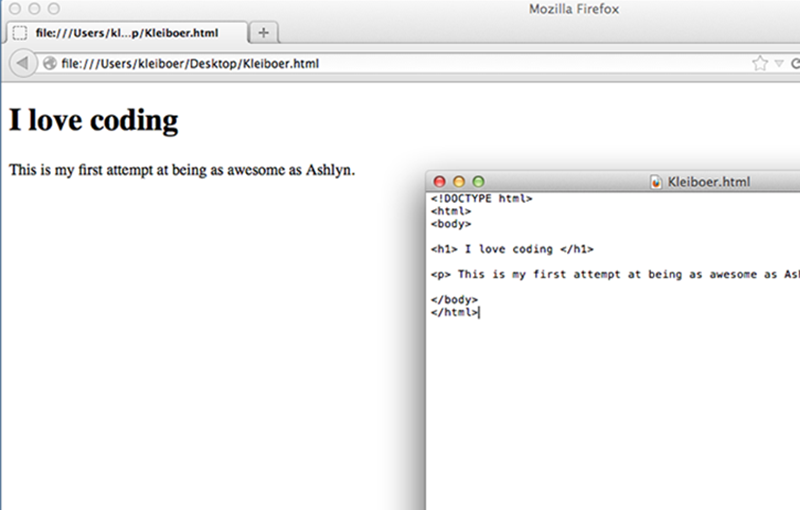 Mozilla Firefox
file:///Users/kl...p/Kleiboer.html
file:///Users/kleiboer/Desktop/Kleiboer.html
I love coding
This is my first attempt at being as awesome as Ashlyn.
Kleiboer.html
<!DOCTYPE html>
<html>
<body>
<h1> I love coding </h1>
<p> This is my first attempt at being as awesome as
</body>
</html>